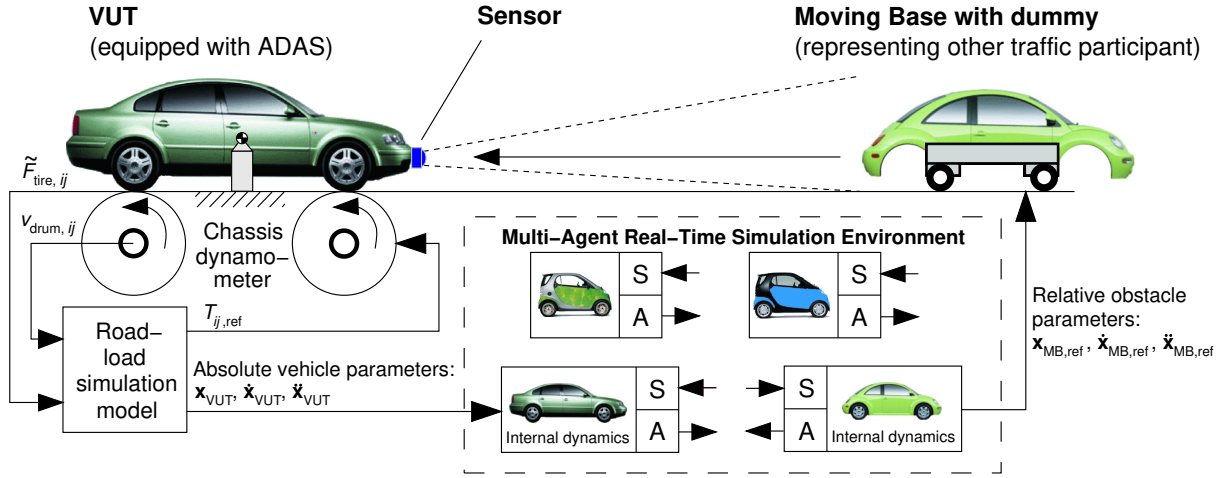 VUT
(equipped with ADAS)
Sensor
Moving Base with dummy
(representing other traffic participant)
F̃tire, ij
vdrum, ij
Chassis
dynamo−
meter
Road−
load
simulation
model
Tij,ref
Absolute vehicle parameters:
xVUT, ẋVUT, ẍVUT
Multi−Agent Real−Time Simulation Environment
S
A
S
A
S
A
Internal dynamics
S
A
Internal dynamics
Relative obstacle
parameters:
xMB,ref , ẋMB,ref , ẍMB,ref